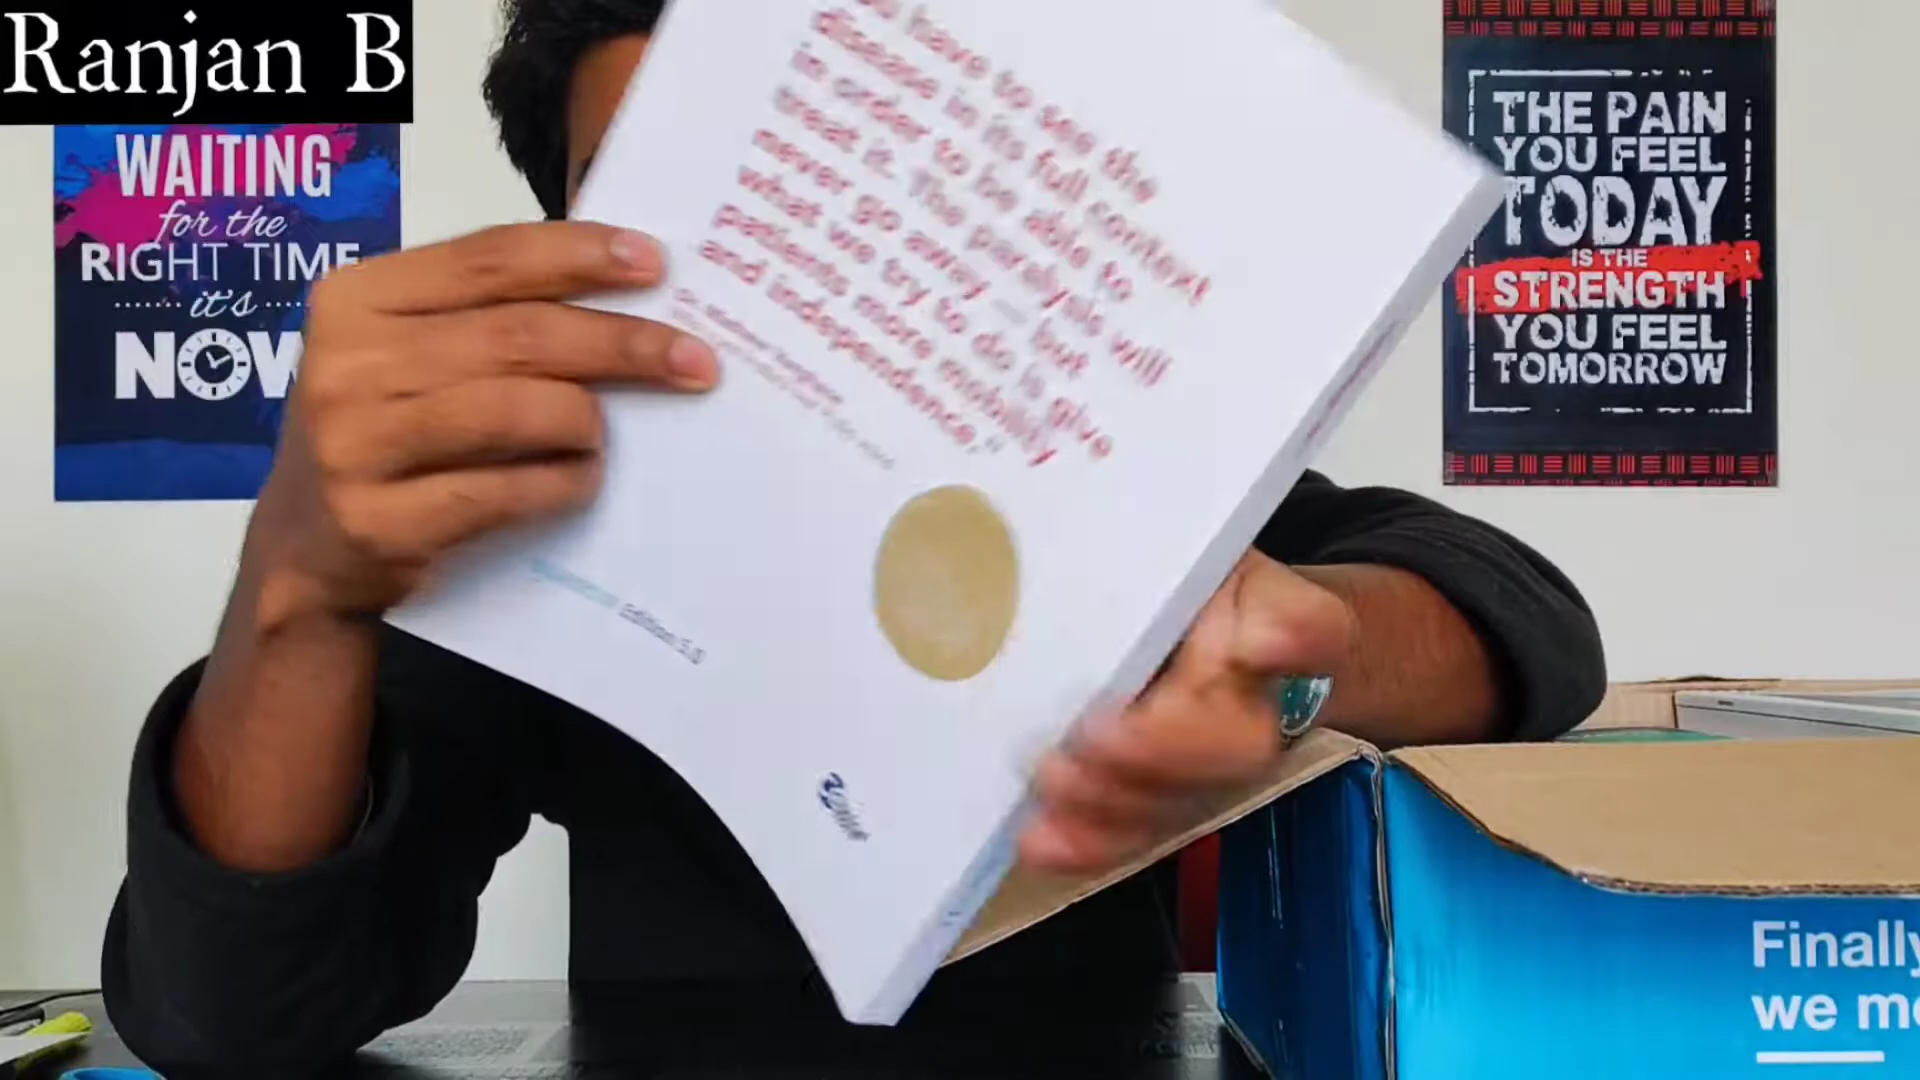 Ranjan B
WAITING
for the
RIGHT TIME
it's
NOW
have to see the
disease in its full context
in order to be able to
treat it. The paralysis will
never go away — but
what we try to do is give
patients more mobility
and independence."
Edition 5.0
THE PAIN
YOU FEEL
TODAY
IS THE
STRENGTH
YOU FEEL
TOMORROW
Finally
we me